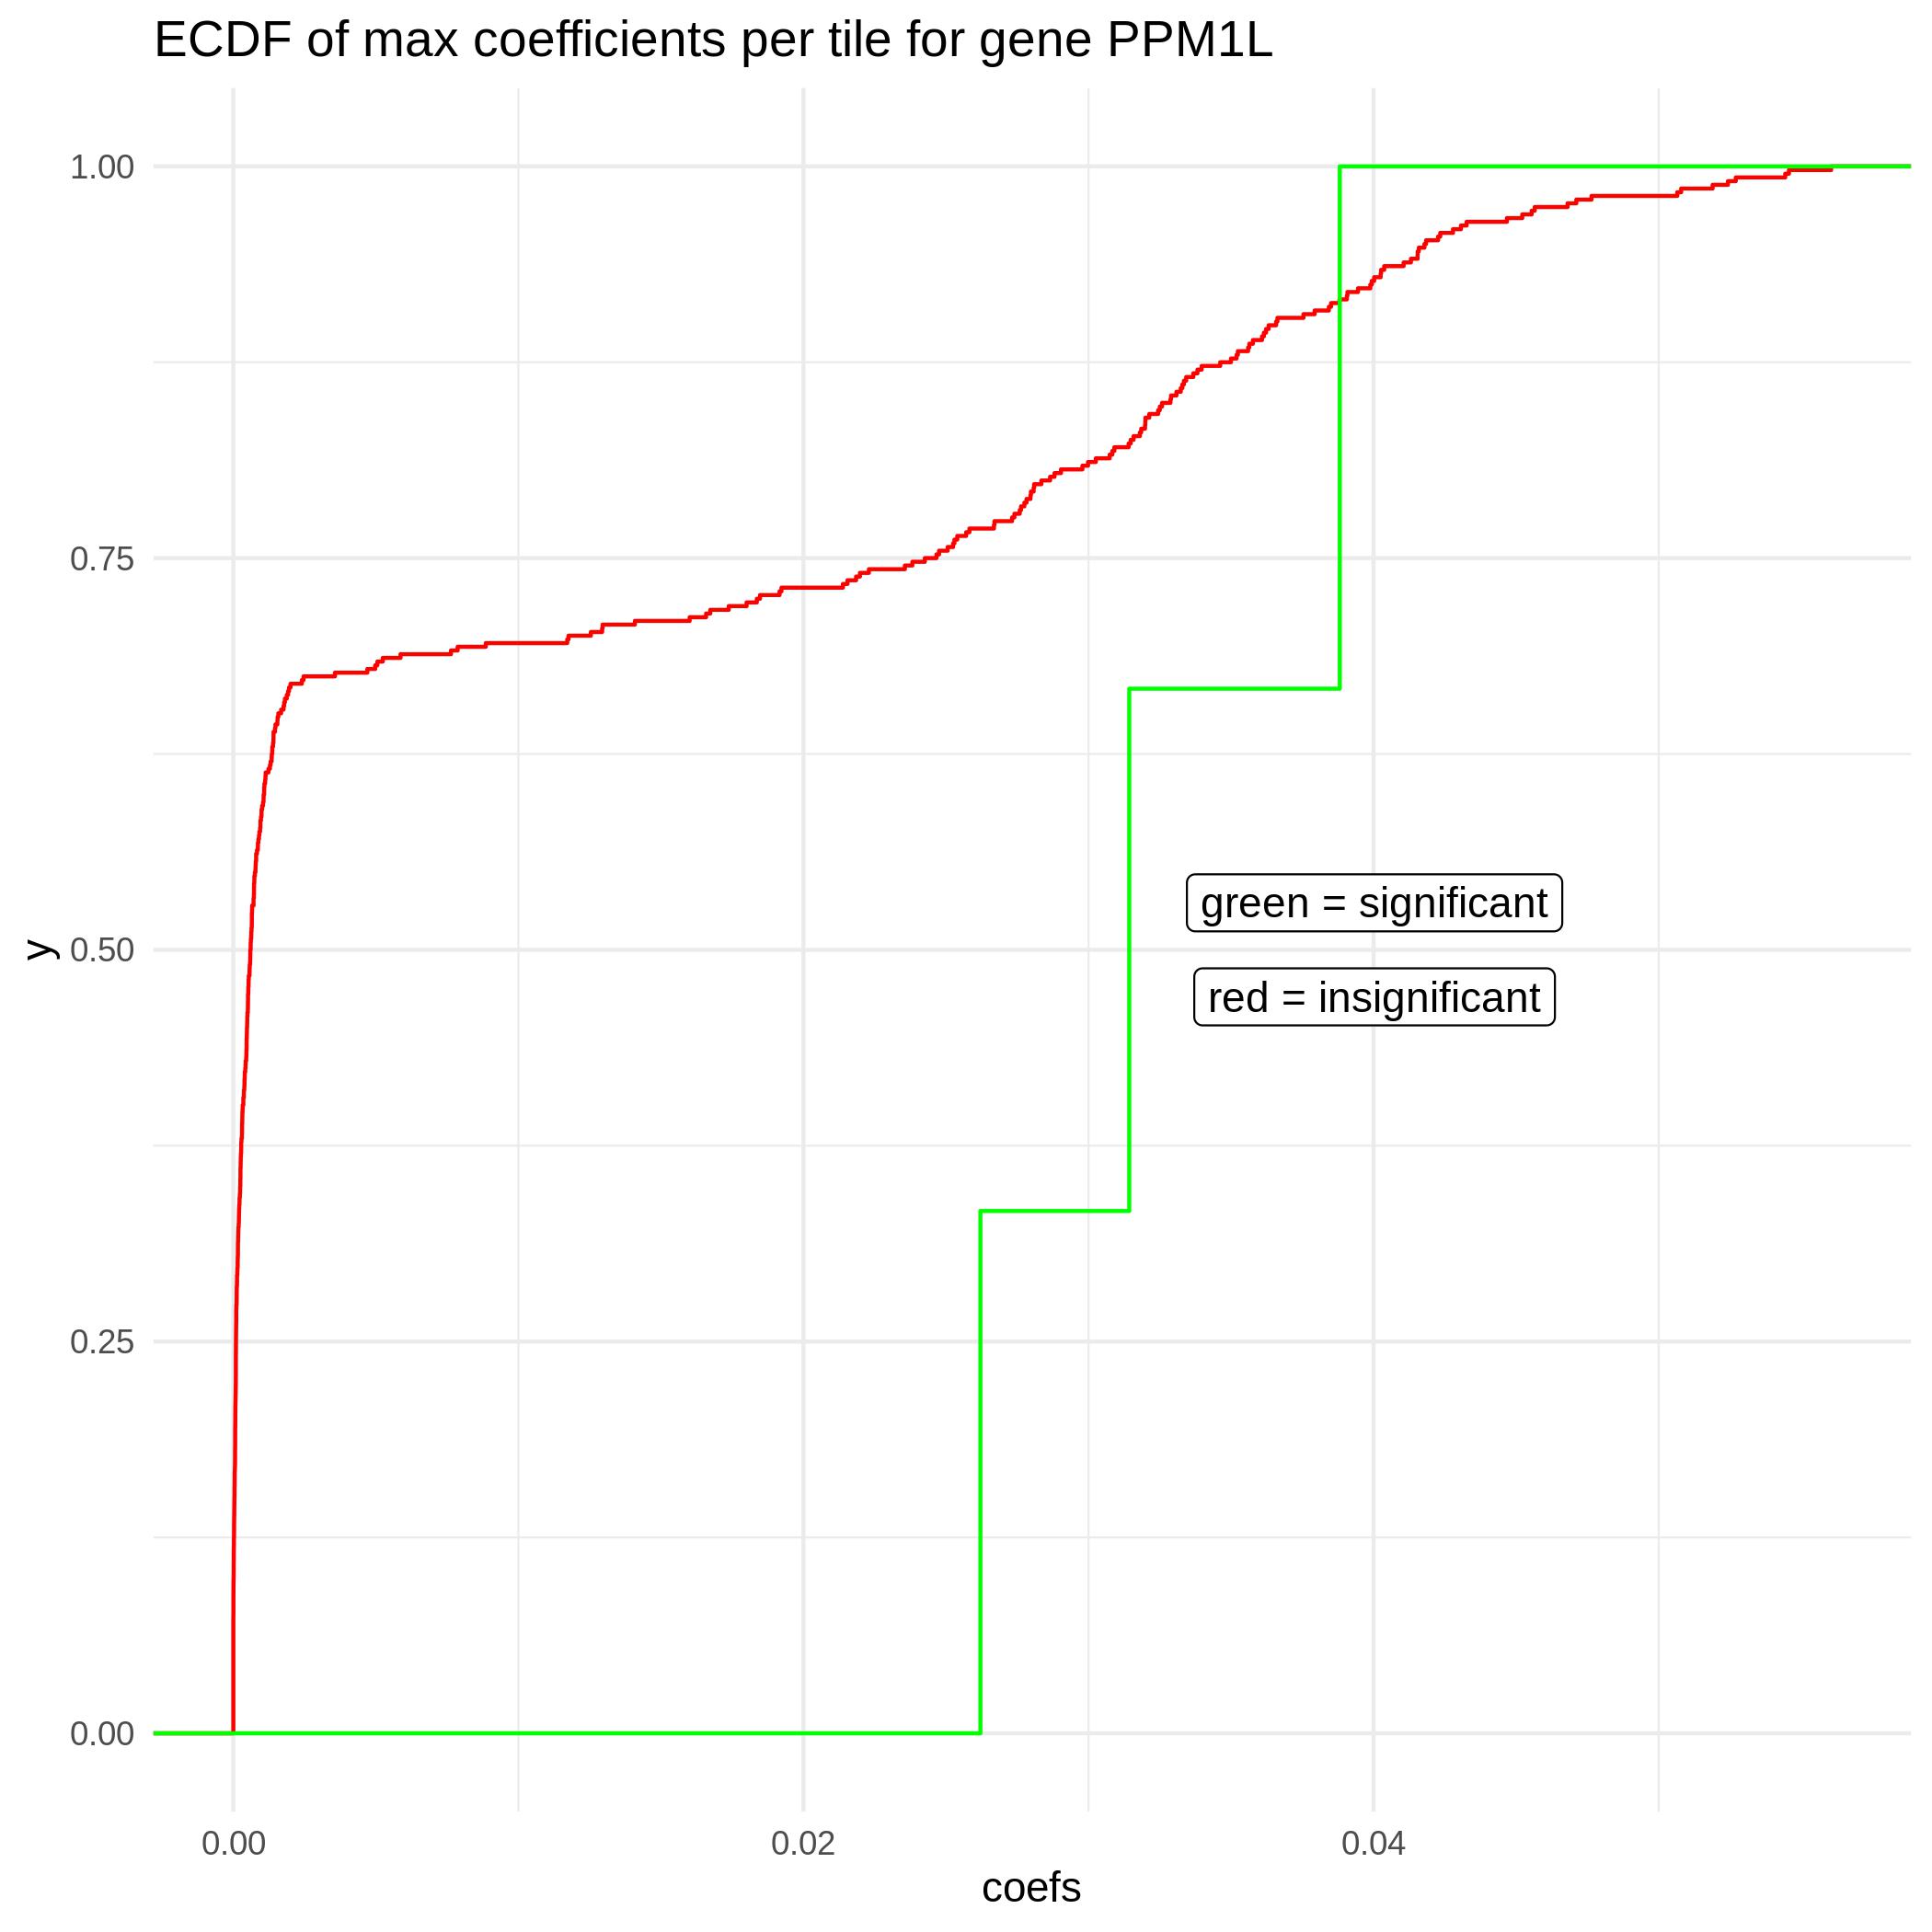 ECDF of max coefficients per tile for gene PPM1L
1.00
0.75
0.50
0.25
0.00
y
green = significant
red = insignificant
0.00
0.02
0.04
coefs